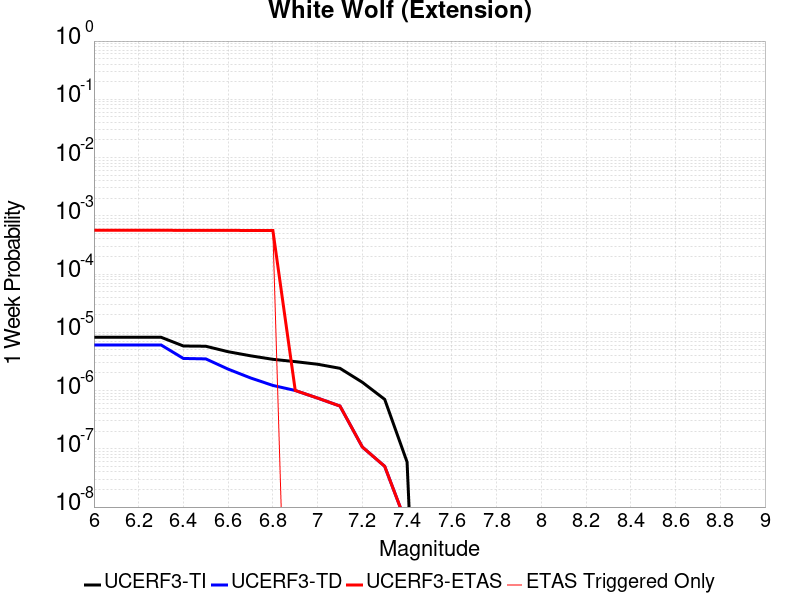 White Wolf (Extension)
10^0
10^-1
10^-2
10^-3
10^-4
10^-5
10^-6
10^-7
10^-8
1 Week Probability
6 6.2 6.4 6.6 6.8 7 7.2 7.4 7.6 7.8 8 8.2 8.4 8.6 8.8 9
Magnitude
UCERF3-TI UCERF3-TD UCERF3-ETAS ETAS Triggered Only